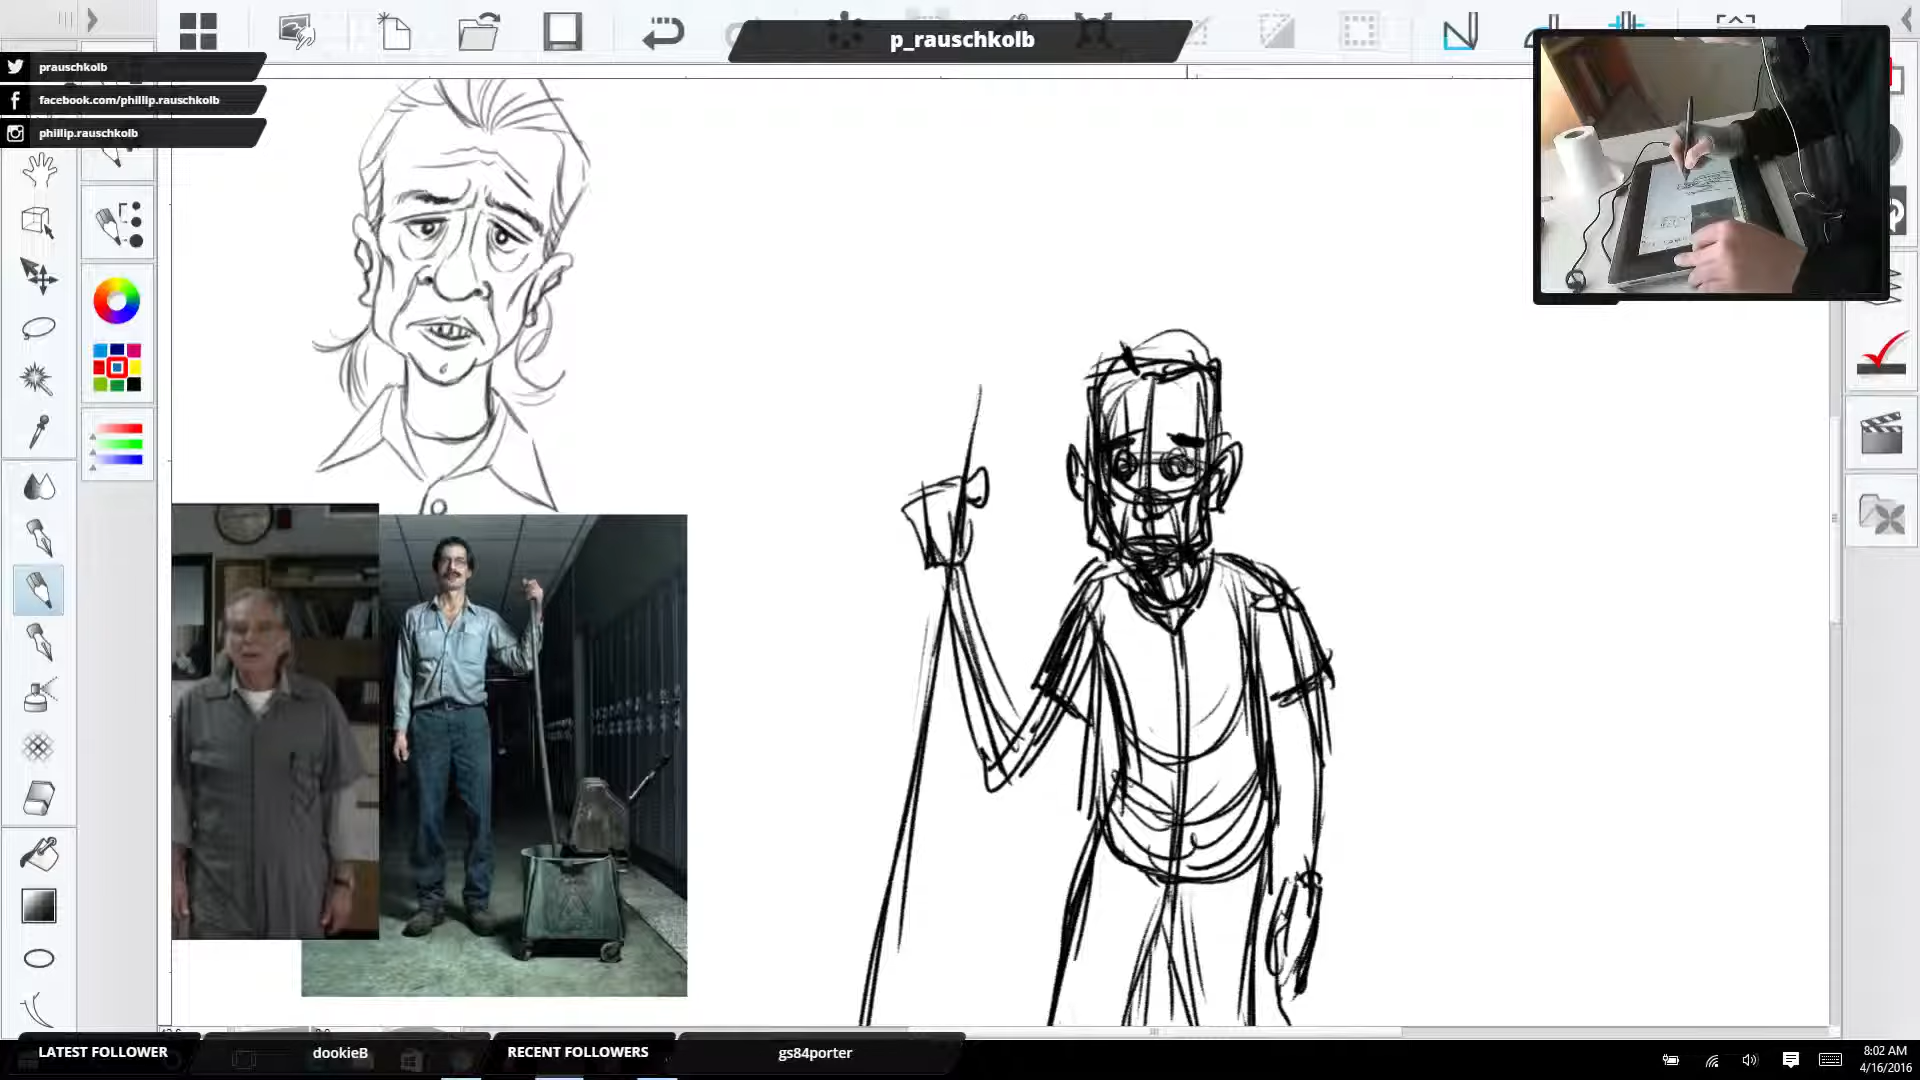 p_rauschkolb
prauschkolb
facebook.com/phillip.rauschkolb
phillip.rauschkolb
LATEST FOLLOWER
dookieB
RECENT FOLLOWERS
gs84porter
8:02 AM
4/16/2016